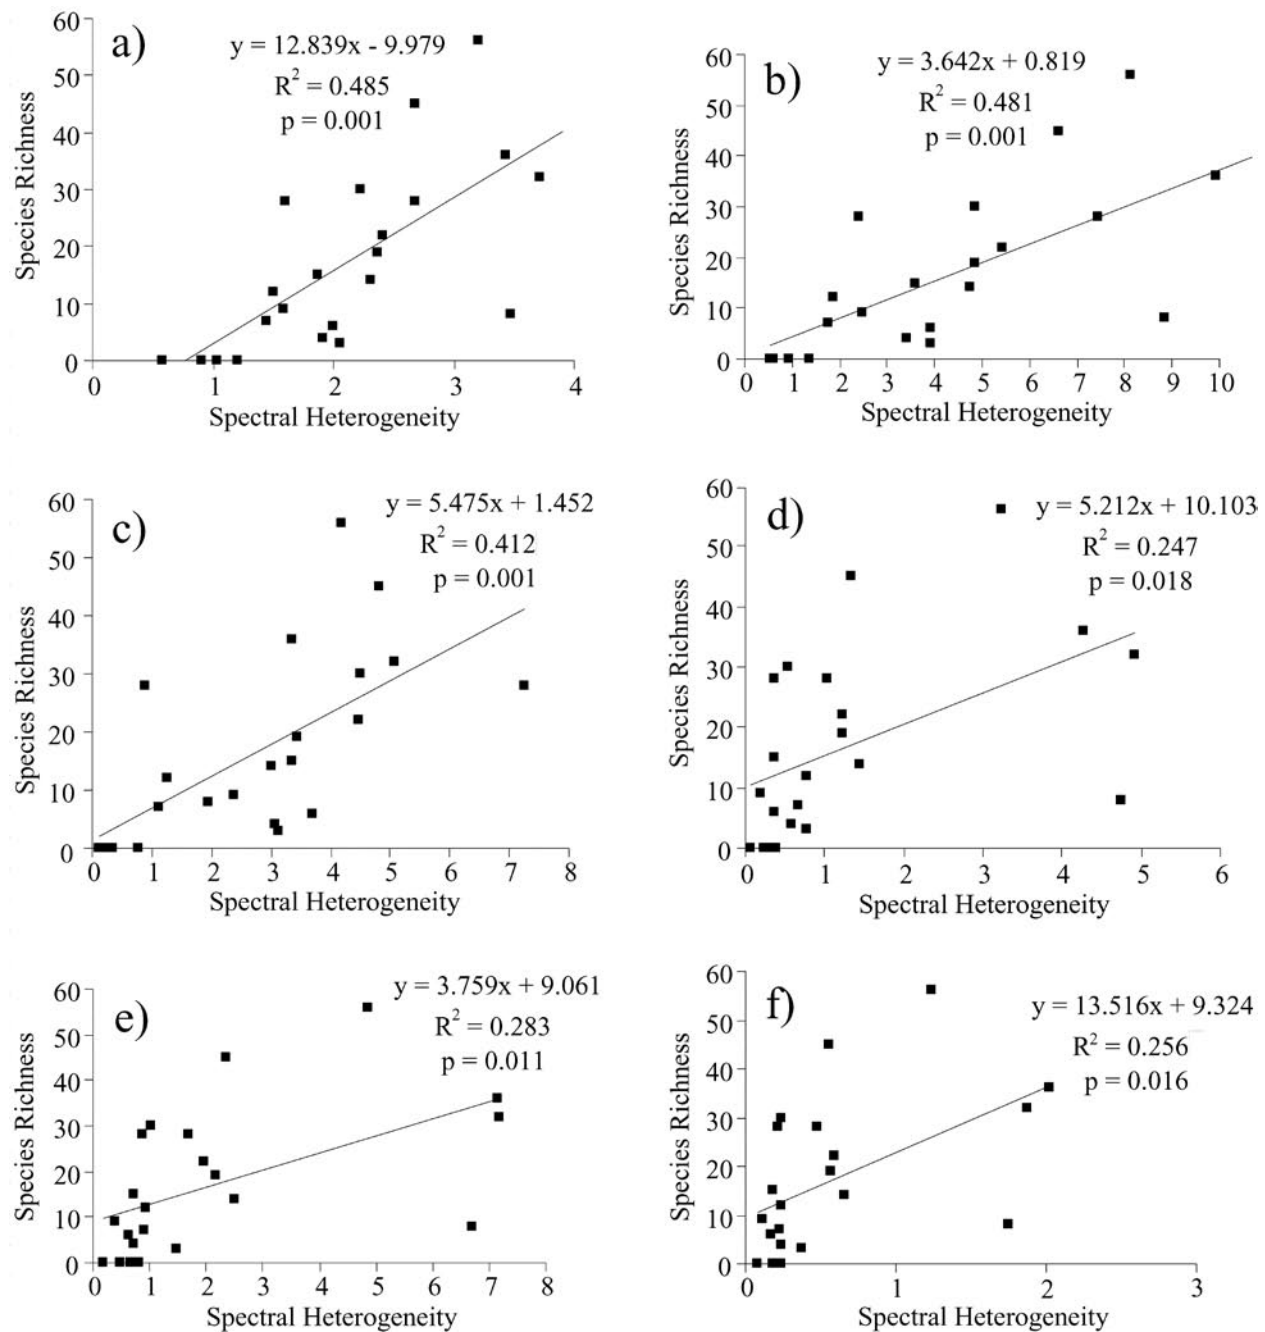 a)
y = 12.839x - 9.979
R² = 0.485
p = 0.001
Species Richness
60
50
40
30
20
10
0
0 1 2 3 4
Spectral Heterogeneity
b)
y = 3.642x + 0.819
R² = 0.481
p = 0.001
Species Richness
60
50
40
30
20
10
0
0 1 2 3 4 5 6 7 8 9 10
Spectral Heterogeneity
c)
y = 5.475x + 1.452
R² = 0.412
p = 0.001
Species Richness
60
50
40
30
20
10
0
0 1 2 3 4 5 6 7 8
Spectral Heterogeneity
d)
y = 5.212x + 10.103
R² = 0.247
p = 0.018
Species Richness
60
50
40
30
20
10
0
0 1 2 3 4 5 6
Spectral Heterogeneity
e)
y = 3.759x + 9.061
R² = 0.283
p = 0.011
Species Richness
60
50
40
30
20
10
0
0 1 2 3 4 5 6 7 8
Spectral Heterogeneity
f)
y = 13.516x + 9.324
R² = 0.256
p = 0.016
Species Richness
60
50
40
30
20
10
0
0 1 2 3
Spectral Heterogeneity